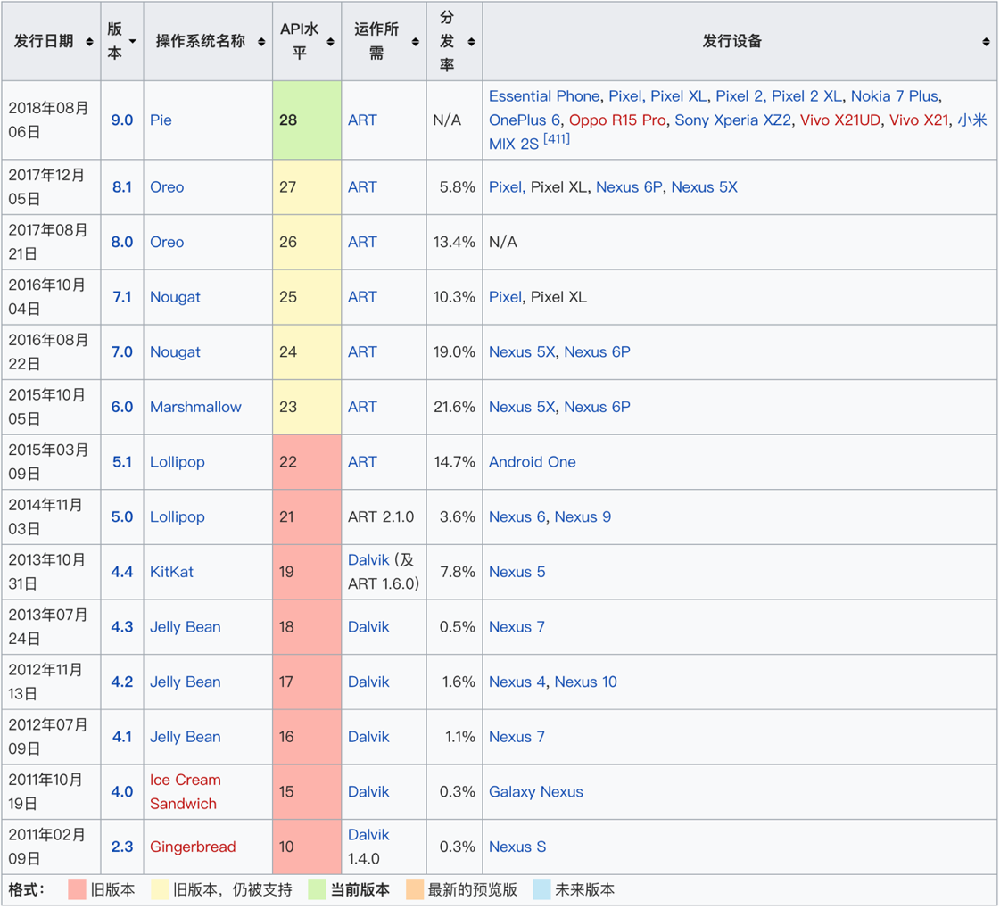 发行日期 版本 操作系统名称 API水平 运作所需 分发率 发行设备
2018年08月06日 9.0 Pie 28 ART N/A Essential Phone, Pixel, Pixel XL, Pixel 2, Pixel 2 XL, Nokia 7 Plus, OnePlus 6, Oppo R15 Pro, Sony Xperia XZ2, Vivo X21UD, Vivo X21, 小米MIX 2S [411]
2017年12月05日 8.1 Oreo 27 ART 5.8% Pixel, Pixel XL, Nexus 6P, Nexus 5X
2017年08月21日 8.0 Oreo 26 ART 13.4% N/A
2016年10月04日 7.1 Nougat 25 ART 10.3% Pixel, Pixel XL
2016年08月22日 7.0 Nougat 24 ART 19.0% Nexus 5X, Nexus 6P
2015年10月05日 6.0 Marshmallow 23 ART 21.6% Nexus 5X, Nexus 6P
2015年03月09日 5.1 Lollipop 22 ART 14.7% Android One
2014年11月03日 5.0 Lollipop 21 ART 2.1.0 3.6% Nexus 6, Nexus 9
2013年10月31日 4.4 KitKat 19 Dalvik (及 ART 1.6.0) 7.8% Nexus 5
2013年07月24日 4.3 Jelly Bean 18 Dalvik 0.5% Nexus 7
2012年11月13日 4.2 Jelly Bean 17 Dalvik 1.6% Nexus 4, Nexus 10
2012年07月09日 4.1 Jelly Bean 16 Dalvik 1.1% Nexus 7
2011年10月19日 4.0 Ice Cream Sandwich 15 Dalvik 0.3% Galaxy Nexus
2011年02月09日 2.3 Gingerbread 10 Dalvik 1.4.0 0.3% Nexus S
格式： 旧版本 旧版本，仍被支持 当前版本 最新的预览版 未来版本